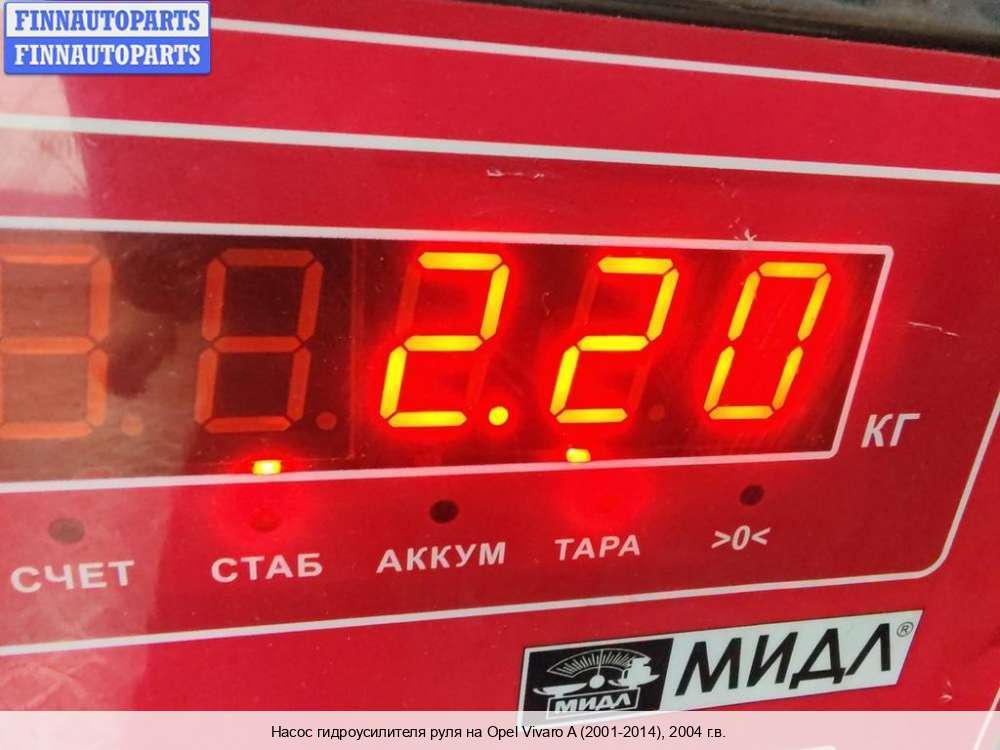 FINNAUTOPARTS
FINNAUTOPARTS
2.20
КГ
СЧЕТ СТАБ АККУМ ТАРА >0<
МИДЛ МИДЛ®
Насос гидроусилителя руля на Opel Vivaro A (2001-2014), 2004 г.в.